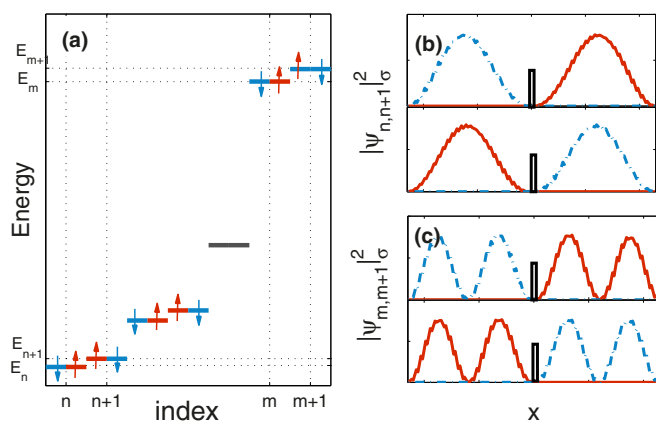 (a)
E_{m+1}
E_m
Energy
E_{n+1}
E_n
n n+1 m m+1
index
(b)
|ψ_{n,n+1}|²_σ
(c)
|ψ_{m,m+1}|²_σ
x